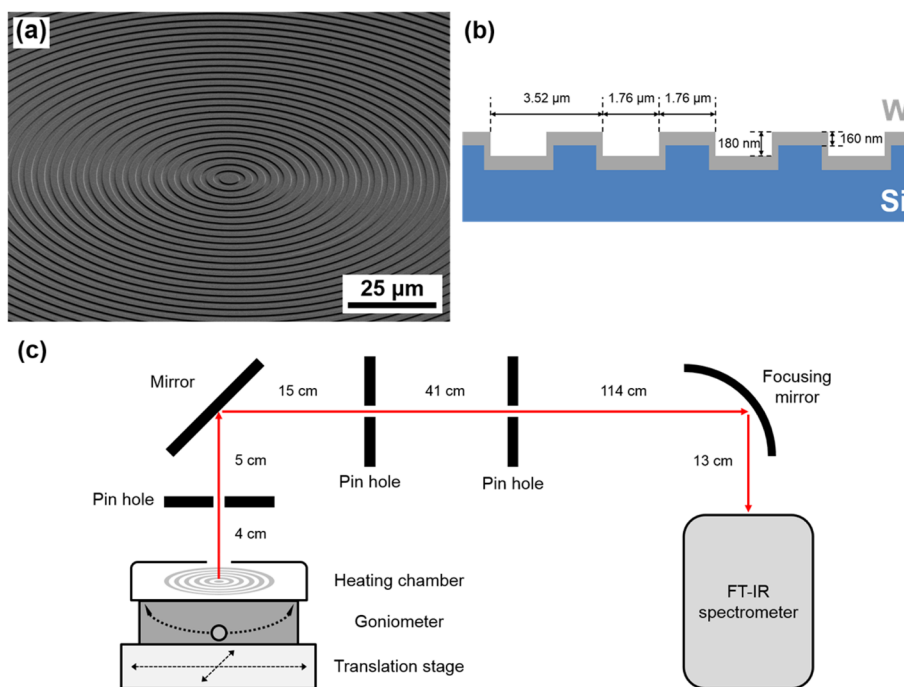 (a)
25 µm
(b)
3.52 µm
1.76 µm
1.76 µm
W
180 nm
160 nm
Si
(c)
Mirror
15 cm
41 cm
114 cm
Focusing
mirror
5 cm
13 cm
Pin hole
Pin hole
Pin hole
4 cm
Heating chamber
FT-IR
spectrometer
Goniometer
Translation stage